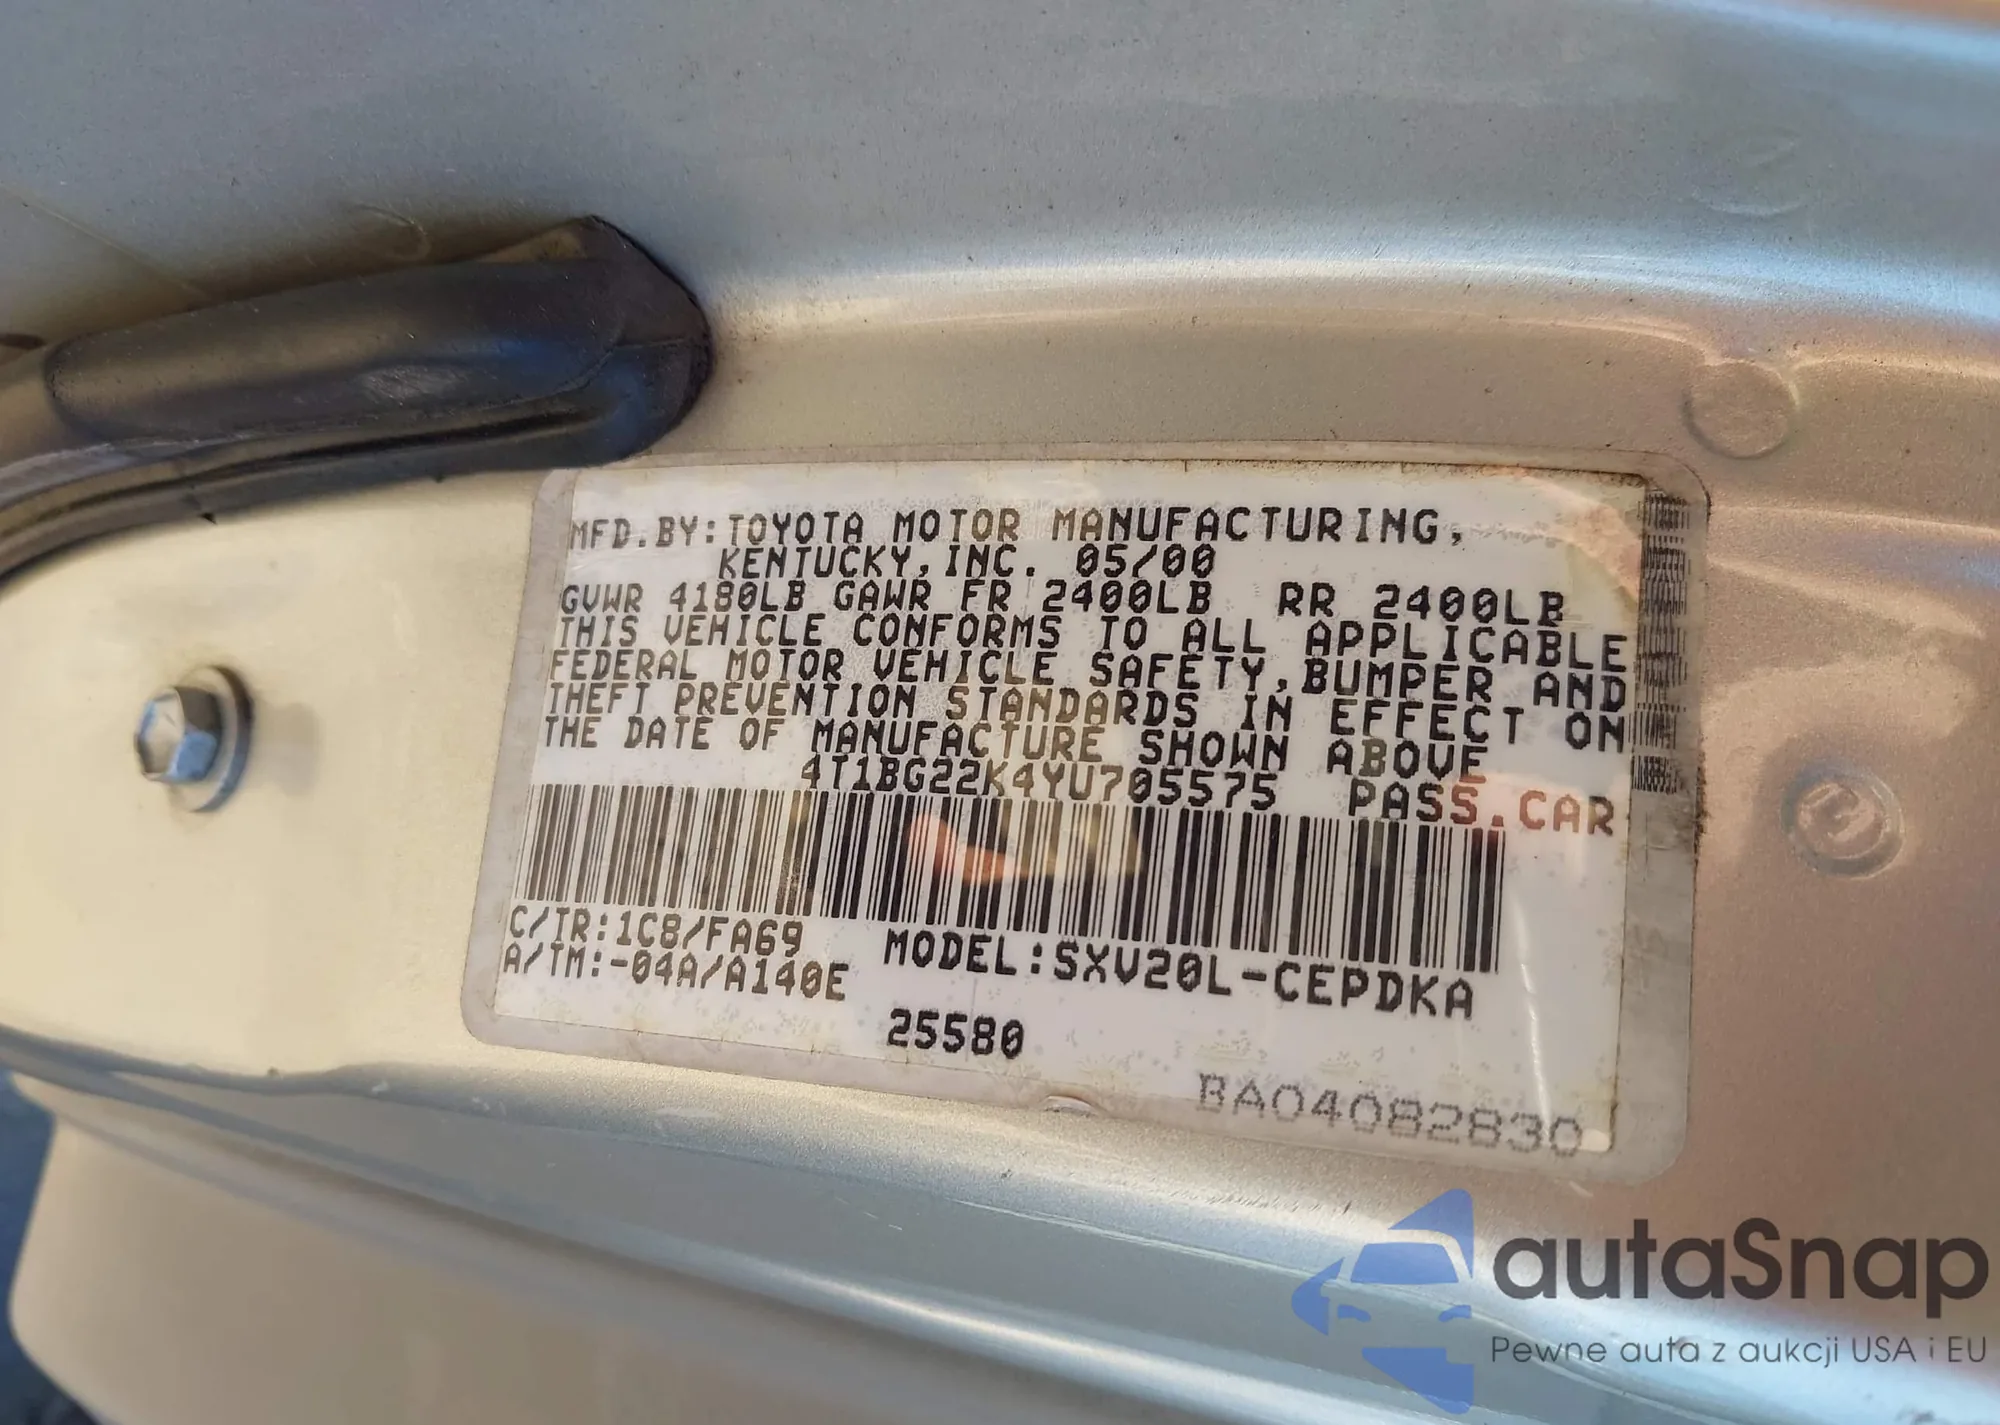 MFD.BY:TOYOTA MOTOR MANUFACTURING,
KENTUCKY,INC. 05/00
GVWR 4180LB GAWR FR 2400LB RR 2400LB
THIS VEHICLE CONFORMS TO ALL APPLICABLE
FEDERAL MOTOR VEHICLE SAFETY,BUMPER AND
THEFT PREVENTION STANDARDS IN EFFECT ON
THE DATE OF MANUFACTURE SHOWN ABOVE
4T1BG22K4YU705575 PASS.CAR
C/TR:1C8/FA69
A/TM:-04A/A140E
MODEL:SXV20L-CEPDKA
25580
BA04082830
autaSnap
Pewne auta z aukcji USA i EU